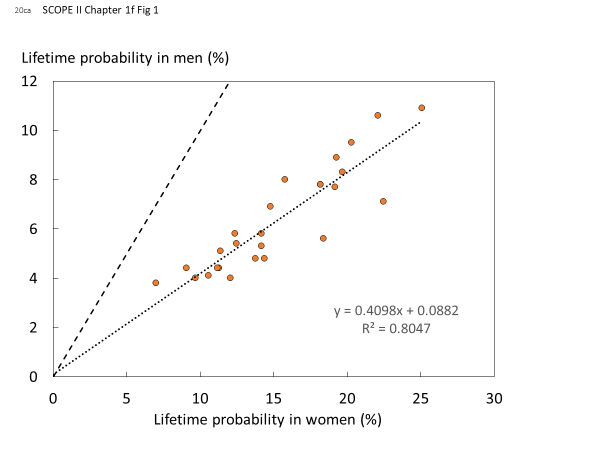 20ca SCOPE II Chapter 1f Fig 1
Lifetime probability in men (%)
12
10
8
6
4
2
0
y = 0.4098x + 0.0882
R² = 0.8047
0 5 10 15 20 25 30
Lifetime probability in women (%)